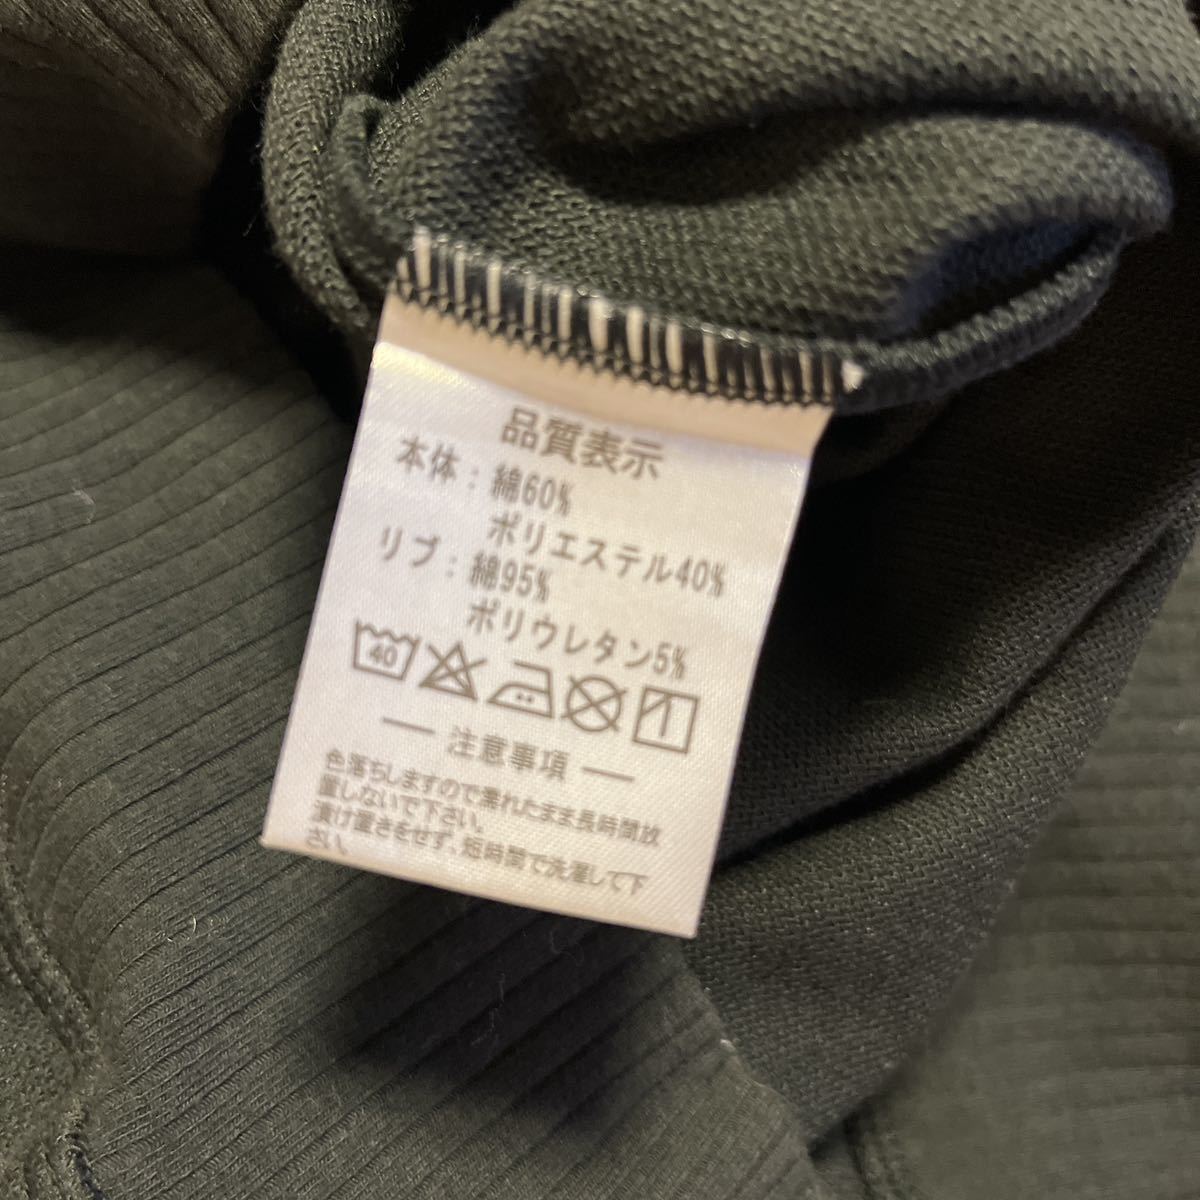 品質表示
本体：綿60%
ポリエステル40%
リブ：綿95%
ポリウレタン5%
40
― 注意事項 ―
色落ちしますので濡れたまま長時間放
置しないで下さい。
漬け置きをせず、短時間で洗濯して下
さい。